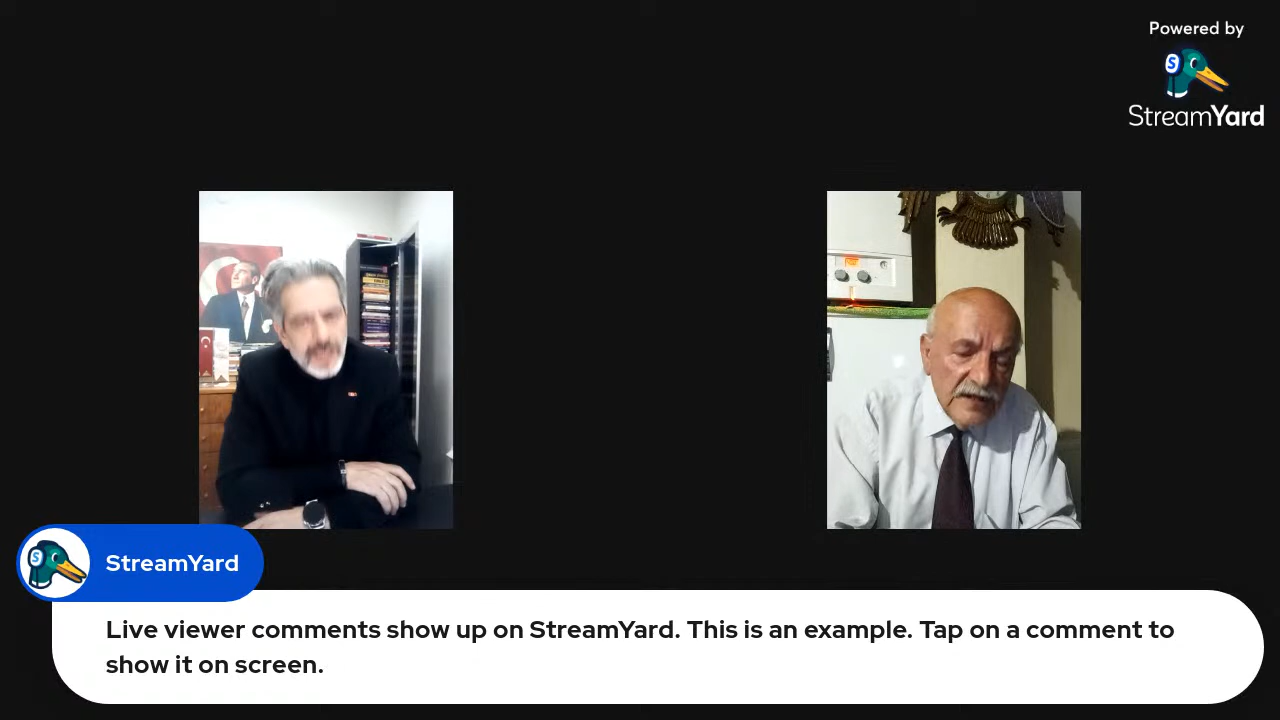 Powered by
StreamYard
StreamYard
Live viewer comments show up on StreamYard. This is an example. Tap on a comment to
show it on screen.